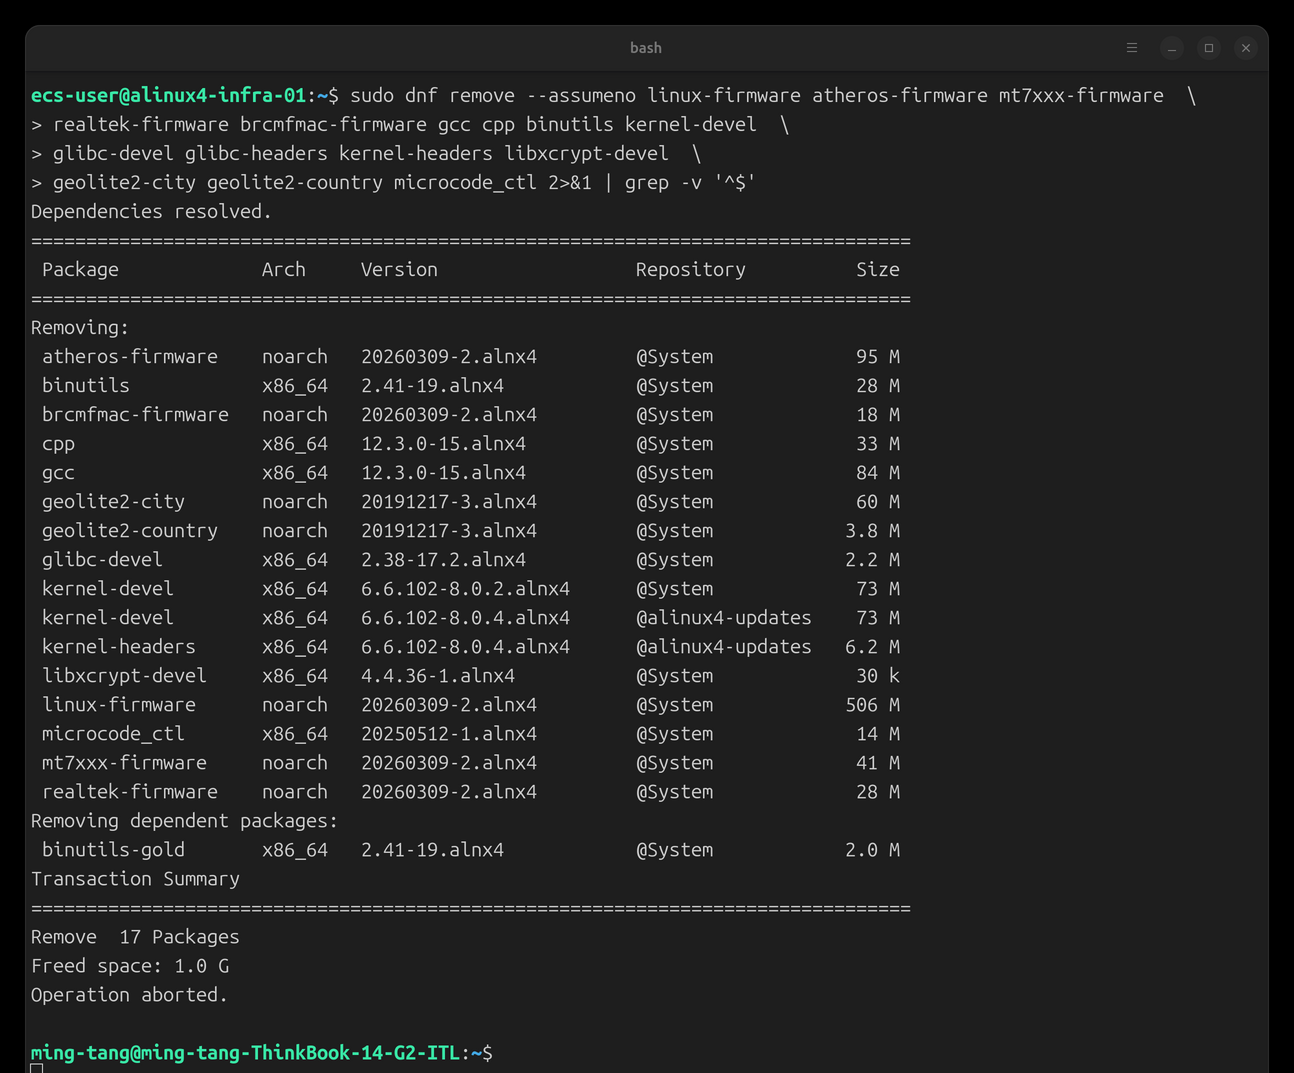 bash
ecs-user@alinux4-infra-01:~$ sudo dnf remove --assumeno linux-firmware atheros-firmware mt7xxx-firmware  \
> realtek-firmware brcmfmac-firmware gcc cpp binutils kernel-devel  \
> glibc-devel glibc-headers kernel-headers libxcrypt-devel  \
> geolite2-city geolite2-country microcode_ctl 2>&1 | grep -v '^$'
Dependencies resolved.
================================================================================
 Package             Arch     Version                  Repository          Size
================================================================================
Removing:
 atheros-firmware    noarch   20260309-2.alnx4         @System             95 M
 binutils            x86_64   2.41-19.alnx4            @System             28 M
 brcmfmac-firmware   noarch   20260309-2.alnx4         @System             18 M
 cpp                 x86_64   12.3.0-15.alnx4          @System             33 M
 gcc                 x86_64   12.3.0-15.alnx4          @System             84 M
 geolite2-city       noarch   20191217-3.alnx4         @System             60 M
 geolite2-country    noarch   20191217-3.alnx4         @System            3.8 M
 glibc-devel         x86_64   2.38-17.2.alnx4          @System            2.2 M
 kernel-devel        x86_64   6.6.102-8.0.2.alnx4      @System             73 M
 kernel-devel        x86_64   6.6.102-8.0.4.alnx4      @alinux4-updates    73 M
 kernel-headers      x86_64   6.6.102-8.0.4.alnx4      @alinux4-updates   6.2 M
 libxcrypt-devel     x86_64   4.4.36-1.alnx4           @System             30 k
 linux-firmware      noarch   20260309-2.alnx4         @System            506 M
 microcode_ctl       x86_64   20250512-1.alnx4         @System             14 M
 mt7xxx-firmware     noarch   20260309-2.alnx4         @System             41 M
 realtek-firmware    noarch   20260309-2.alnx4         @System             28 M
Removing dependent packages:
 binutils-gold       x86_64   2.41-19.alnx4            @System            2.0 M
Transaction Summary
================================================================================
Remove  17 Packages
Freed space: 1.0 G
Operation aborted.
ming-tang@ming-tang-ThinkBook-14-G2-ITL:~$